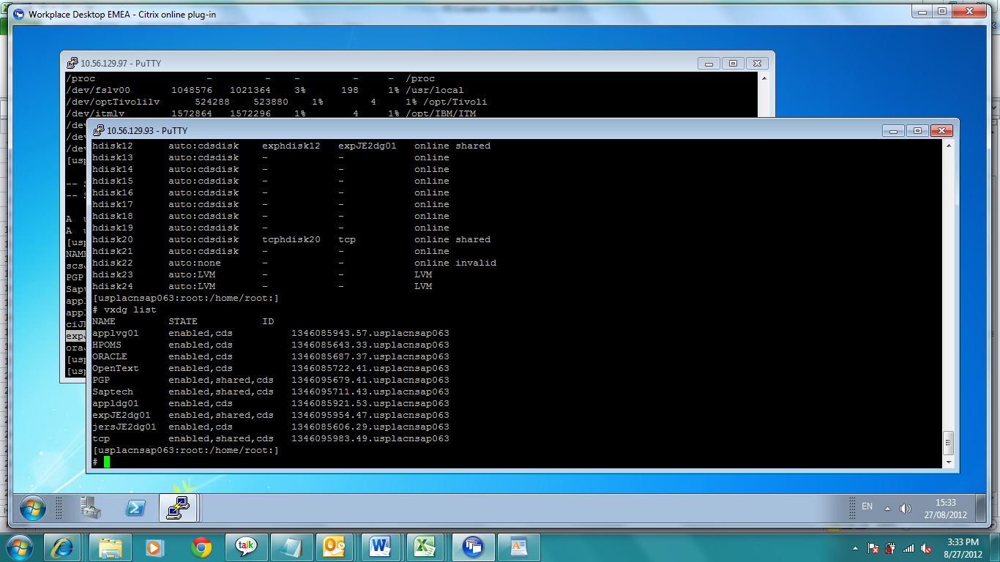 Workplace Desktop EMEA - Citrix online plug-in
10.56.129.97 - PuTTY
/proc - - - - - /proc
/dev/fslv00 1048576 1021364 3% 198 1% /usr/local
/dev/optTivolilv 524288 523880 1% 4 1% /opt/Tivoli
/dev/itmlv 1572864 1572296 1% 4 1% /opt/IBM/ITM
/dev
/dev
/dev
[usp
--
--
A
A
[usp
NAME
PGP
Sapt
appl
appl
[usp
[usp
10.56.129.93 - PuTTY
hdisk12 auto:cdsdisk exphdisk12 expJE2dg01 online shared
hdisk13 auto:cdsdisk - - online
hdisk14 auto:cdsdisk - - online
hdisk15 auto:cdsdisk - - online
hdisk16 auto:cdsdisk - - online
hdisk17 auto:cdsdisk - - online
hdisk18 auto:cdsdisk - - online
hdisk19 auto:cdsdisk - - online
hdisk20 auto:cdsdisk tcphdisk20 tcp online shared
hdisk21 auto:cdsdisk - - online
hdisk22 auto:none - - online invalid
hdisk23 auto:LVM - - LVM
hdisk24 auto:LVM - - LVM
[usplacnsap063:root:/home/root:]
# vxdg list
NAME STATE ID
applvg01 enabled,cds 1346085943.57.usplacnsap063
HPOMS enabled,cds 1346085643.33.usplacnsap063
ORACLE enabled,cds 1346085687.37.usplacnsap063
OpenText enabled,cds 1346085722.41.usplacnsap063
PGP enabled,shared,cds 1346095679.41.usplacnsap063
Saptech enabled,shared,cds 1346095711.43.usplacnsap063
appldg01 enabled,cds 1346085921.53.usplacnsap063
expJE2dg01 enabled,shared,cds 1346095954.47.usplacnsap063
jersJE2dg01 enabled,cds 1346085606.29.usplacnsap063
tcp enabled,shared,cds 1346095983.49.usplacnsap063
[usplacnsap063:root:/home/root:]
#
EN
15:33
27/08/2012
talk
3:33 PM
8/27/2012